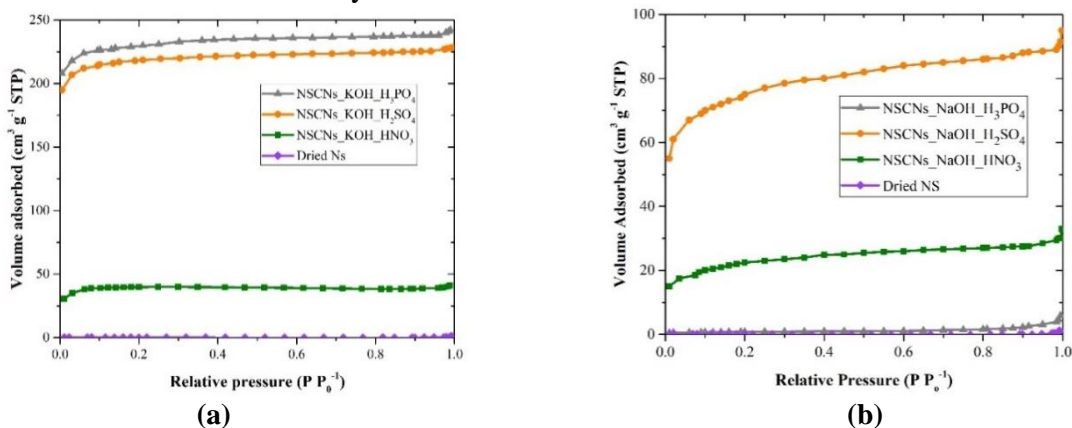 y
250
200
150
100
50
0
Volume adsorbed (cm³ g⁻¹ STP)
NSCNs_KOH_H₃PO₄
NSCNs_KOH_H₂SO₄
NSCNs_KOH_HNO₃
Dried Ns
0.0 0.2 0.4 0.6 0.8 1.0
Relative pressure (P P₀⁻¹)
(a)
100
80
60
40
20
0
Volume Adsorbed (cm³ g⁻¹ STP)
NSCNs_NaOH_H₃PO₄
NSCNs_NaOH_H₂SO₄
NSCNs_NaOH_HNO₃
Dried NS
0.0 0.2 0.4 0.6 0.8 1.0
Relative Pressure (P Pₒ⁻¹)
(b)